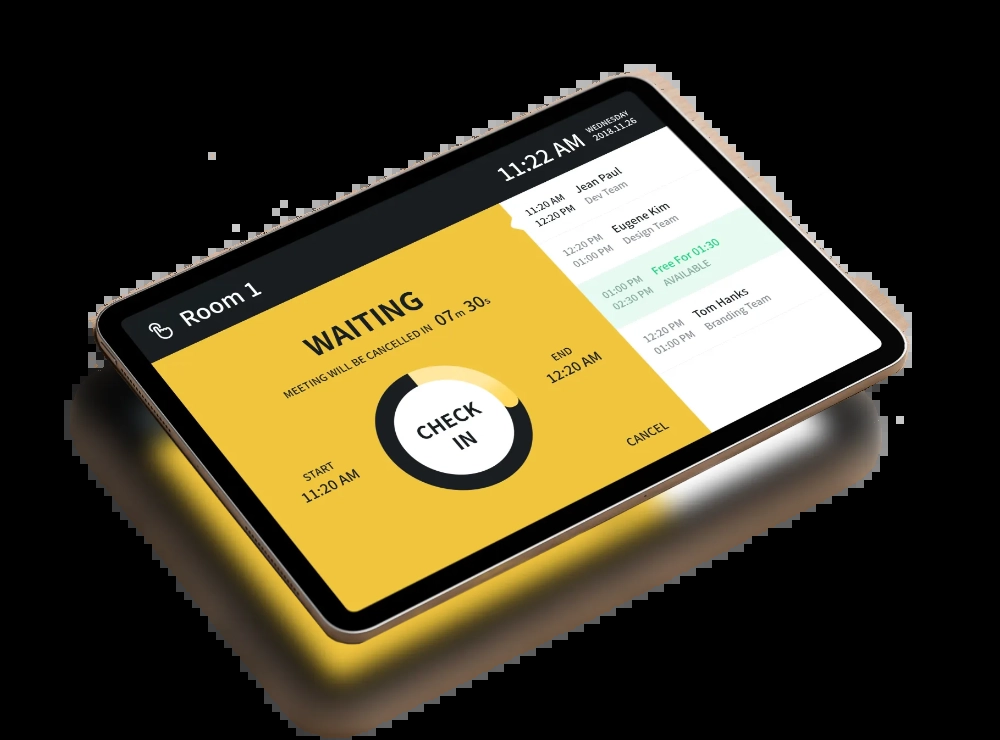 Room 1
11:22 AM
WEDNESDAY
2018.11.26
WAITING
MEETING WILL BE CANCELLED IN 07m 30s
CHECK
IN
START
11:20 AM
END
12:20 AM
CANCEL
11:20 AM Jean Paul
12:20 PM Dev Team
12:20 PM Eugene Kim
01:00 PM Design Team
01:00 PM Free For 01:30
02:30 PM AVAILABLE
12:20 PM Tom Hanks
01:00 PM Branding Team